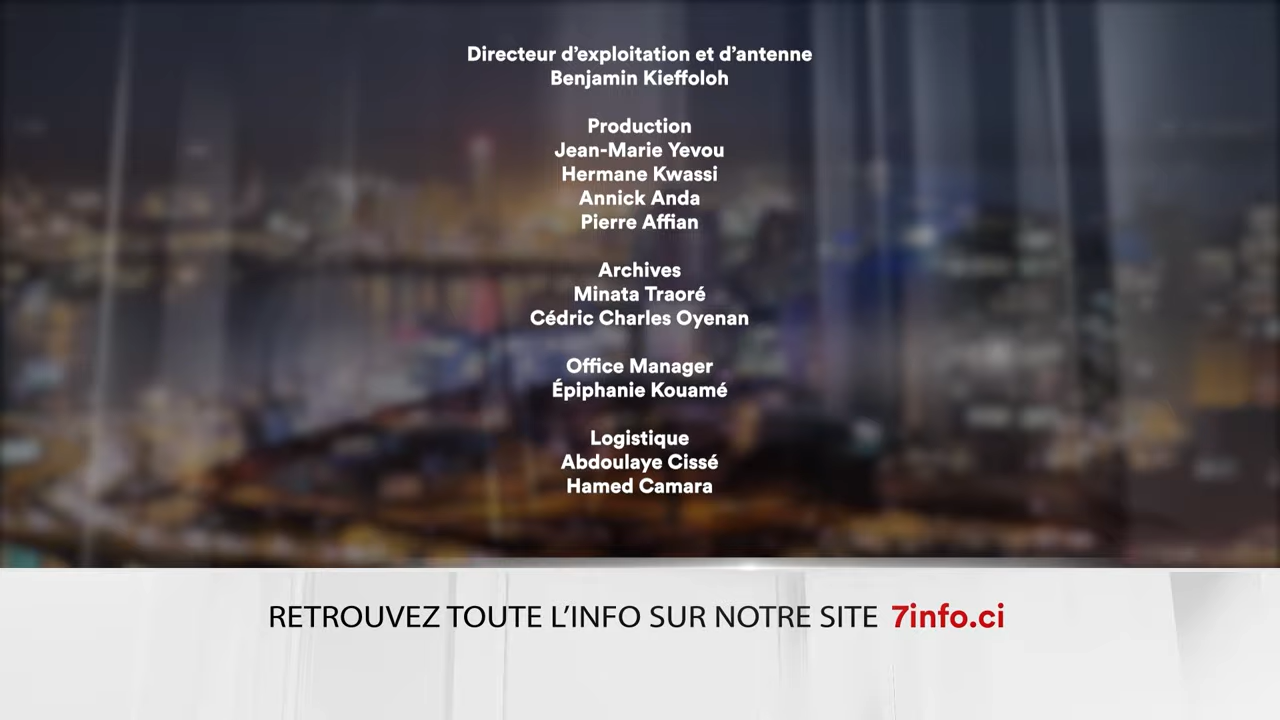 Directeur d’exploitation et d’antenne
Benjamin Kieffoloh
Production
Jean-Marie Yevou
Hermane Kwassi
Annick Anda
Pierre Affian
Archives
Minata Traoré
Cédric Charles Oyenan
Office Manager
Épiphanie Kouamé
Logistique
Abdoulaye Cissé
Hamed Camara
RETROUVEZ TOUTE L’INFO SUR NOTRE SITE 7info.ci